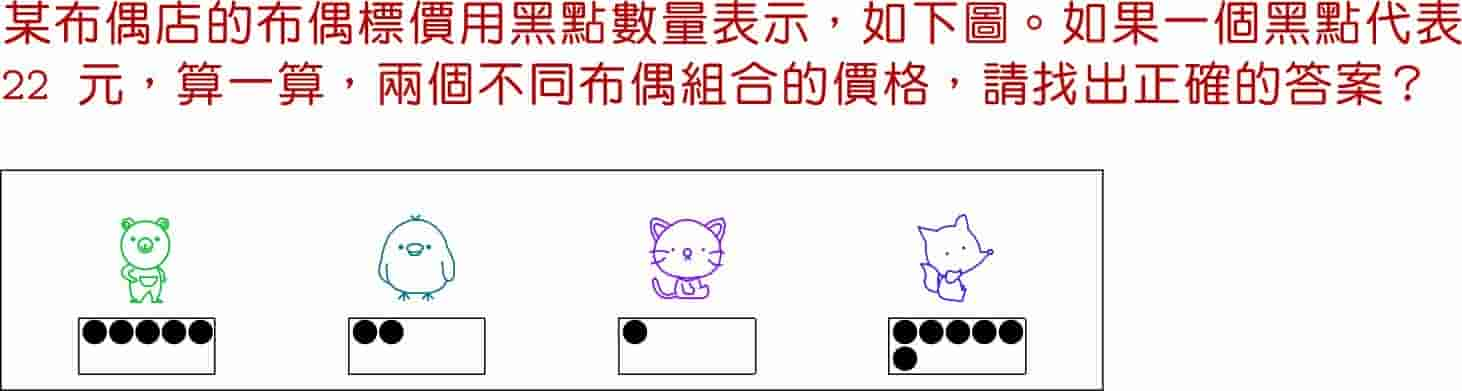 某布偶店的布偶標價用黑點數量表示，如下圖。如果一個黑點代表
22 元，算一算，兩個不同布偶組合的價格，請找出正確的答案？